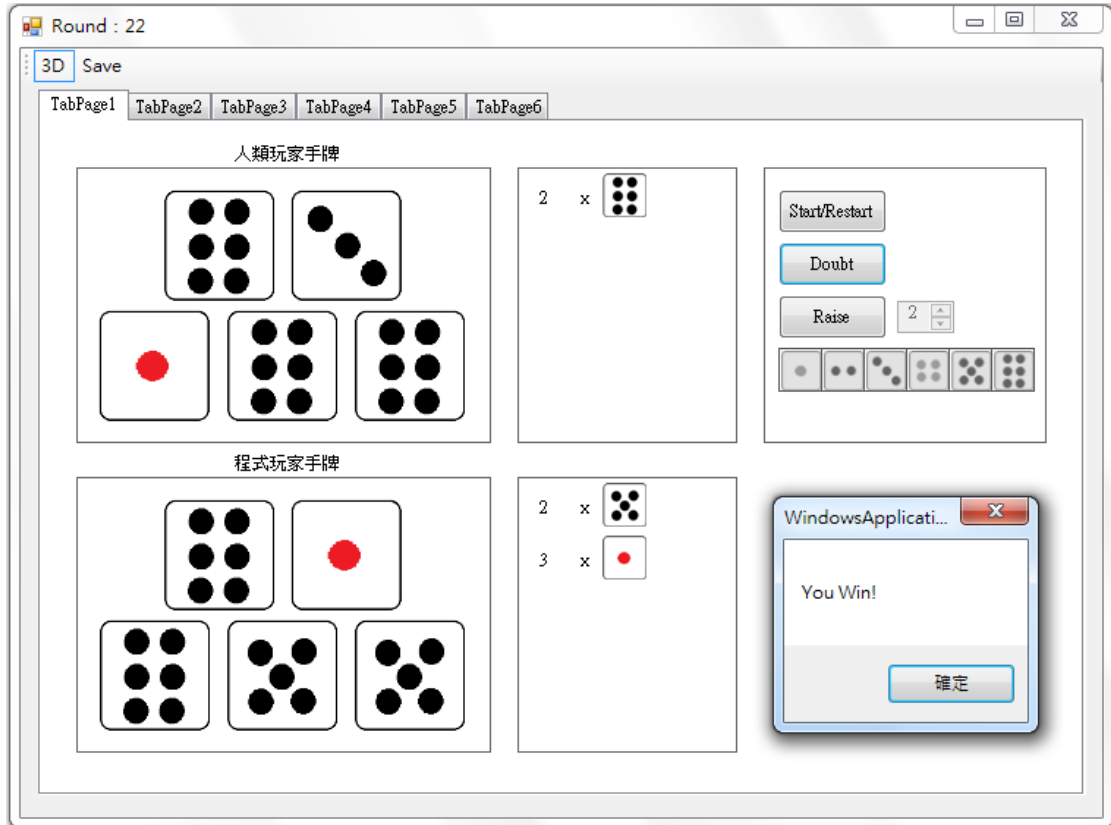 Round : 22
3D Save
TabPage1 TabPage2 TabPage3 TabPage4 TabPage5 TabPage6
人類玩家手牌
2 x
Start/Restart
Doubt
Raise 2
程式玩家手牌
2 x
3 x
WindowsApplicati...
You Win!
確定